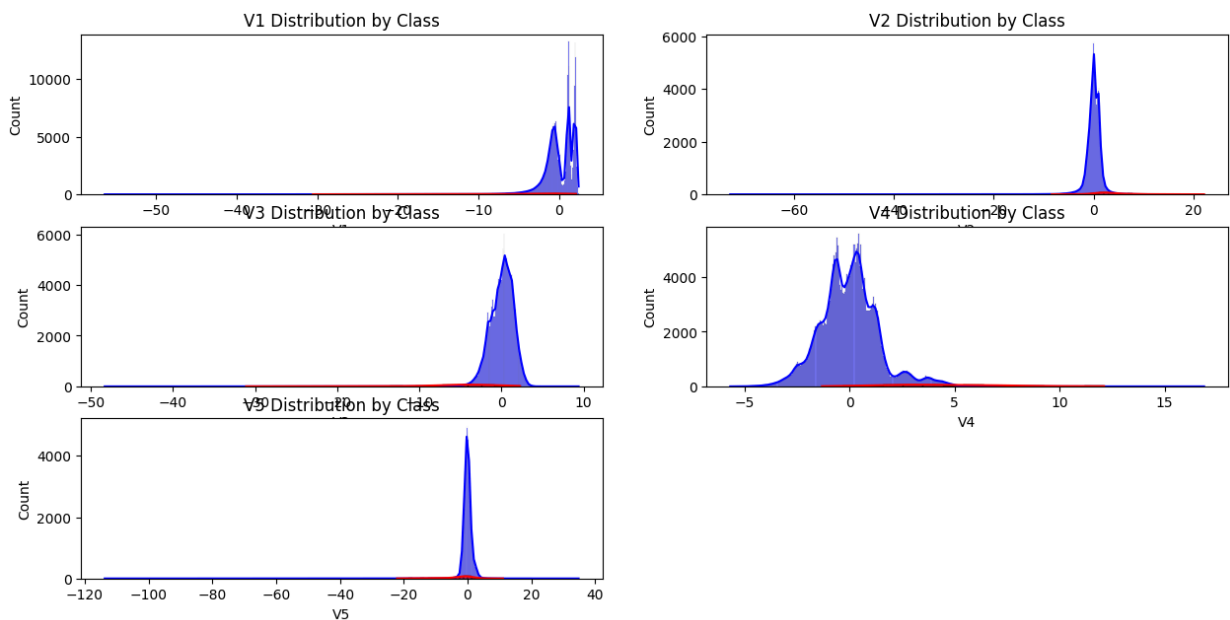 V1 Distribution by Class
Count
10000
5000
0
−50 −40 −30 −20 −10 0
V2 Distribution by Class
Count
6000
4000
2000
0
−60 −40 −20 0 20
V3 Distribution by Class
Count
6000
4000
2000
0
−50 −40 −30 −20 −10 0 10
V4 Distribution by Class
Count
4000
2000
0
−5 0 5 10 15
V4
V5 Distribution by Class
Count
4000
2000
0
−120 −100 −80 −60 −40 −20 0 20 40
V5